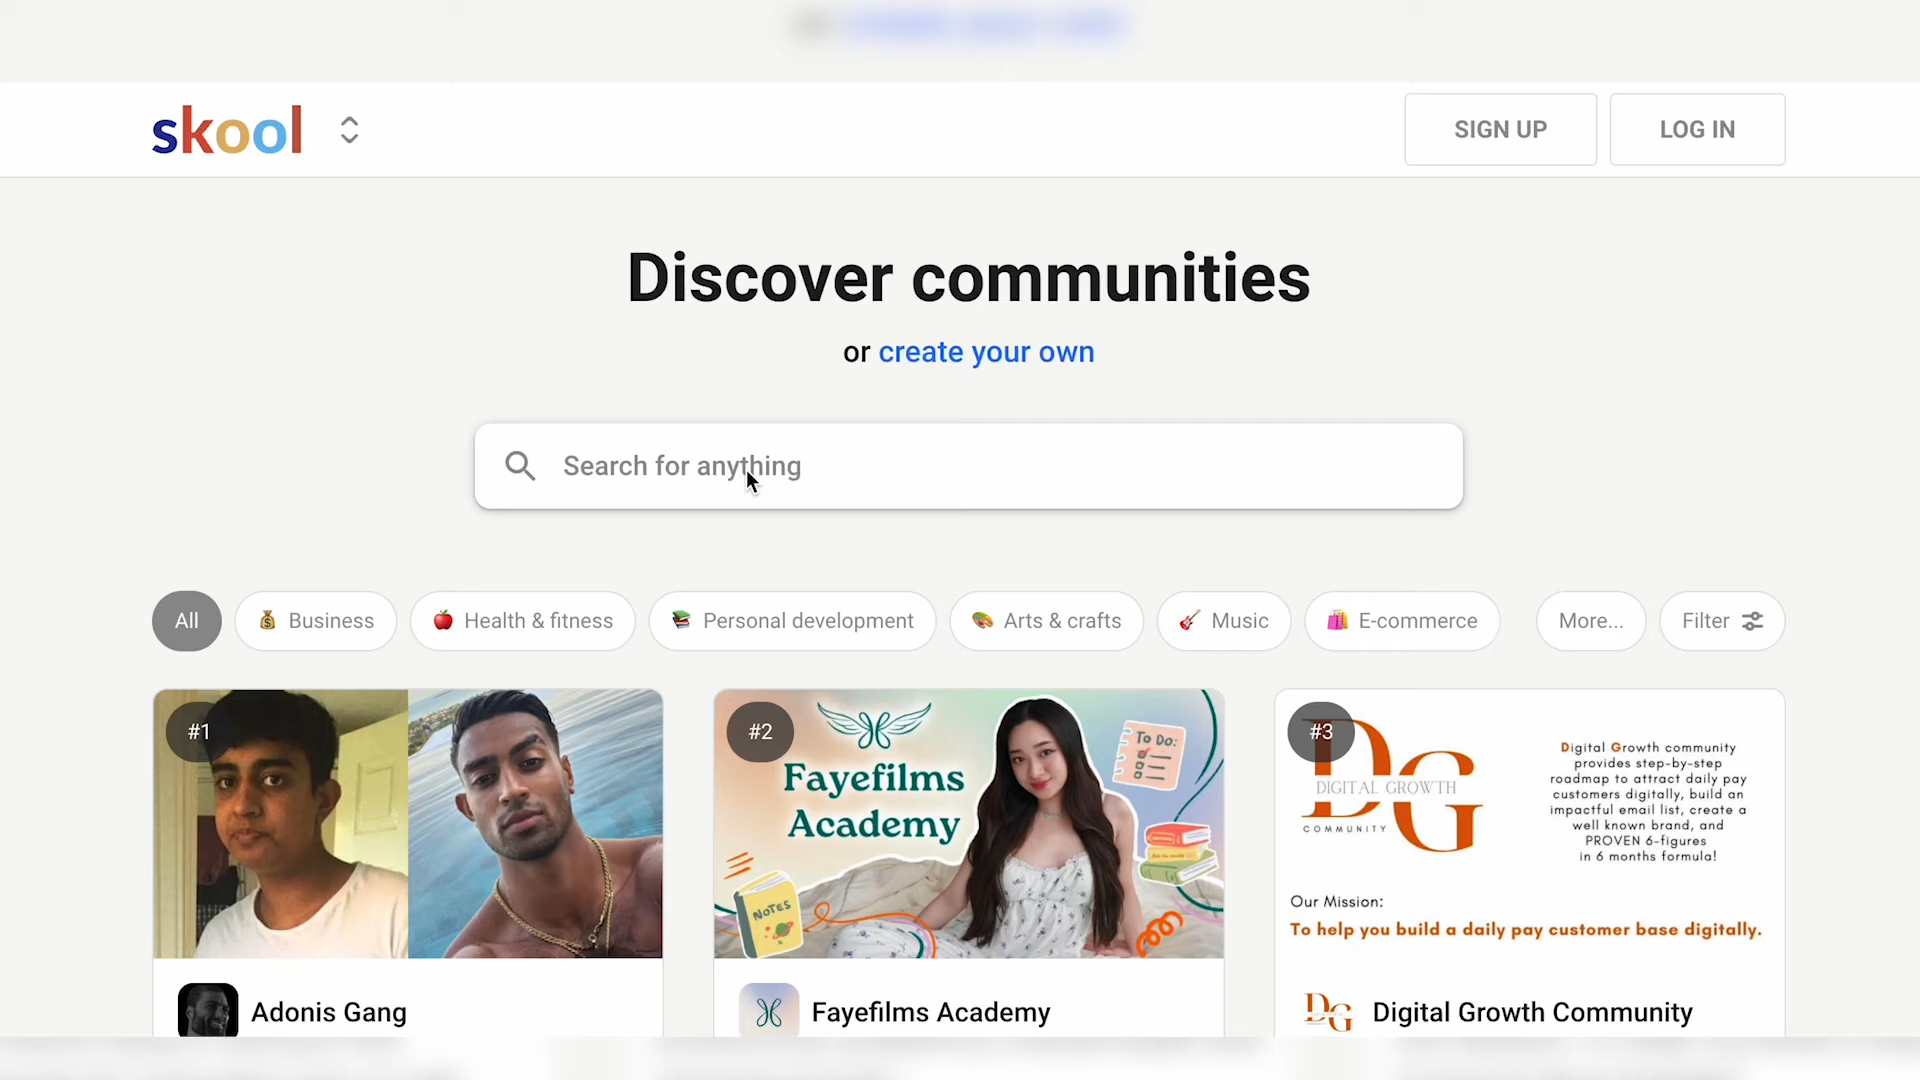 skool
SIGN UP
LOG IN
Discover communities
or create your own
Search for anything
All
Business
Health & fitness
Personal development
Arts & crafts
Music
E-commerce
More...
Filter
#1
#2
Fayefilms
Academy
To Do:
NOTES
#3
DG
DIGITAL GROWTH
COMMUNITY
Digital Growth community
provides step-by-step
roadmap to attract daily pay
customers digitally, build an
impactful email list, create a
well known brand, and
PROVEN 6-figures
in 6 months formula!
Our Mission:
To help you build a daily pay customer base digitally.
Adonis Gang
Fayefilms Academy
DG
Digital Growth Community